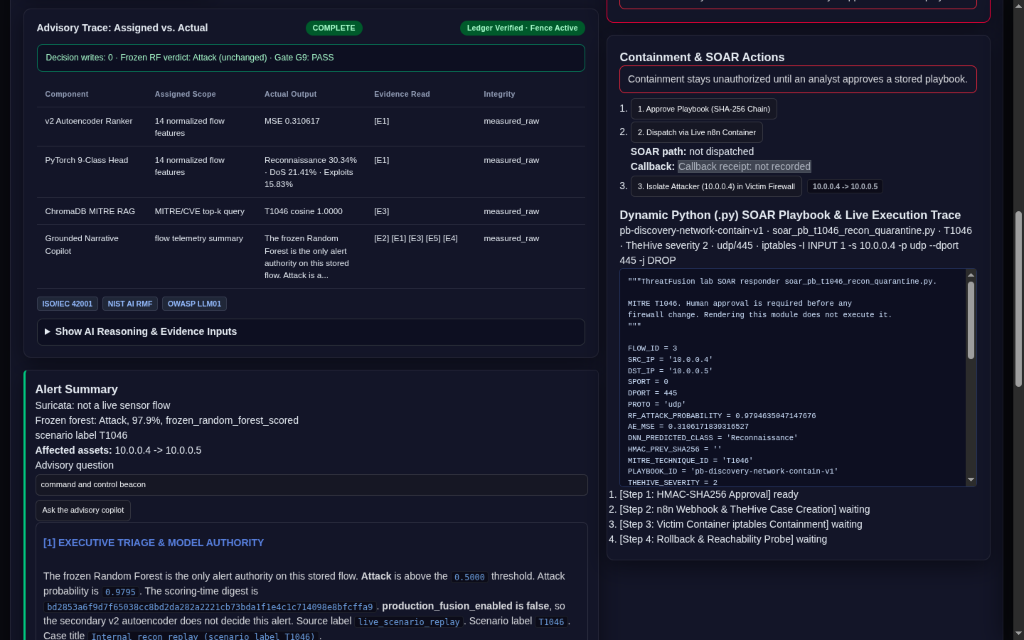 Advisory Trace: Assigned vs. Actual
COMPLETE
Ledger Verified · Fence Active
Decision writes: 0 · Frozen RF verdict: Attack (unchanged) · Gate G9: PASS
Component Assigned Scope Actual Output Evidence Read Integrity
v2 Autoencoder Ranker 14 normalized flow features MSE 0.310617 [E1] measured_raw
PyTorch 9-Class Head 14 normalized flow features Reconnaissance 30.34% · DoS 21.41% · Exploits 15.83% [E1] measured_raw
ChromaDB MITRE RAG MITRE/CVE top-k query T1046 cosine 1.0000 [E3] measured_raw
Grounded Narrative Copilot flow telemetry summary The frozen Random Forest is the only alert authority on this stored flow. Attack is a... [E2] [E1] [E3] [E5] [E4] measured_raw
ISO/IEC 42001 NIST AI RMF OWASP LLM01
▶ Show AI Reasoning & Evidence Inputs
Alert Summary
Suricata: not a live sensor flow
Frozen forest: Attack, 97.9%, frozen_random_forest_scored
scenario label T1046
Affected assets: 10.0.0.4 -> 10.0.0.5
Advisory question
command and control beacon
Ask the advisory copilot
[1] EXECUTIVE TRIAGE & MODEL AUTHORITY
The frozen Random Forest is the only alert authority on this stored flow. Attack is above the 0.5000 threshold. Attack
probability is 0.9795 . The scoring-time digest is
bd2853a6f9d7f65038cc8bd2da282a2221cb73bda1f1e4c1c714098e8bfcffa9 . production_fusion_enabled is false, so
the secondary v2 autoencoder does not decide this alert. Source label live_scenario_replay . Scenario label T1046 .
Case title Internal recon replay (scenario label T1046) .
Containment & SOAR Actions
Containment stays unauthorized until an analyst approves a stored playbook.
1. 1. Approve Playbook (SHA-256 Chain)
2. 2. Dispatch via Live n8n Container
SOAR path: not dispatched
Callback: Callback receipt: not recorded
3. 3. Isolate Attacker (10.0.0.4) in Victim Firewall 10.0.0.4 -> 10.0.0.5
Dynamic Python (.py) SOAR Playbook & Live Execution Trace
pb-discovery-network-contain-v1 · soar_pb_t1046_recon_quarantine.py · T1046
· TheHive severity 2 · udp/445 · iptables -I INPUT 1 -s 10.0.0.4 -p udp --dport
445 -j DROP
"""ThreatFusion lab SOAR responder soar_pb_t1046_recon_quarantine.py.
MITRE T1046. Human approval is required before any
firewall change. Rendering this module does not execute it.
"""
FLOW_ID = 3
SRC_IP = '10.0.0.4'
DST_IP = '10.0.0.5'
SPORT = 0
DPORT = 445
PROTO = 'udp'
RF_ATTACK_PROBABILITY = 0.9794635047147676
AE_MSE = 0.3106171839316527
DNN_PREDICTED_CLASS = 'Reconnaissance'
HMAC_PREV_SHA256 = ''
MITRE_TECHNIQUE_ID = 'T1046'
PLAYBOOK_ID = 'pb-discovery-network-contain-v1'
THEHIVE_SEVERITY = 2
1. [Step 1: HMAC-SHA256 Approval] ready
2. [Step 2: n8n Webhook & TheHive Case Creation] waiting
3. [Step 3: Victim Container iptables Containment] waiting
4. [Step 4: Rollback & Reachability Probe] waiting